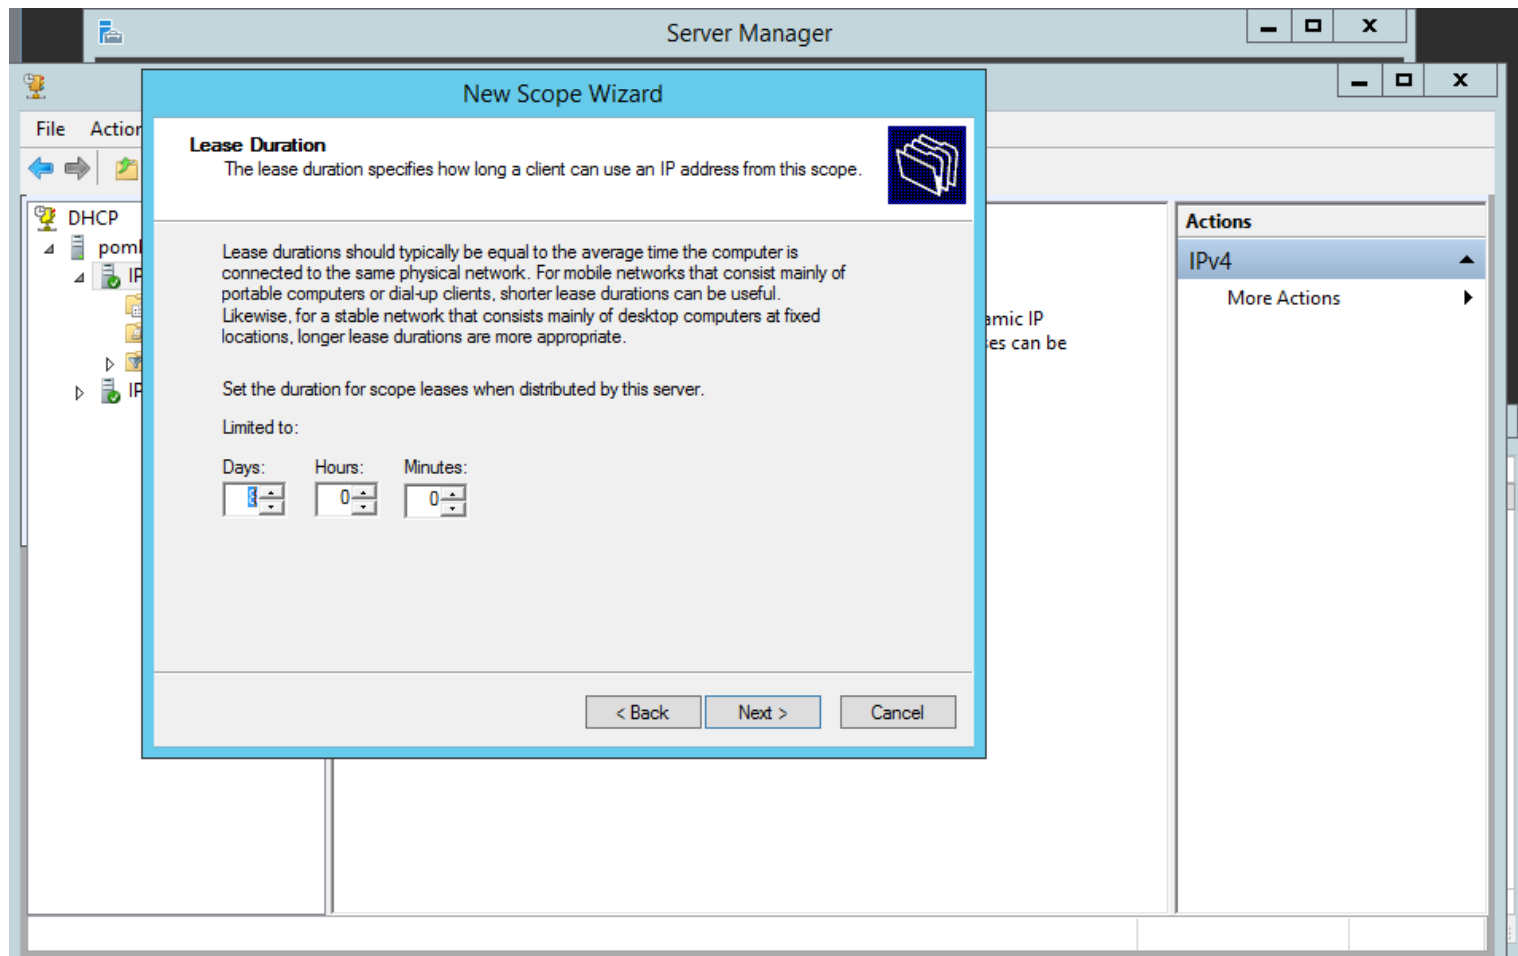 Server Manager
New Scope Wizard
File
Lease Duration
The lease duration specifies how long a client can use an IP address from this scope.
DHCP
Lease durations should typically be equal to the average time the computer is
connected to the same physical network. For mobile networks that consist mainly of
portable computers or dial-up clients, shorter lease durations can be useful.
Likewise, for a stable network that consists mainly of desktop computers at fixed
locations, longer lease durations are more appropriate.
Set the duration for scope leases when distributed by this server.
Limited to:
Days: Hours: Minutes:
0 0
< Back Next > Cancel
amic IP
es can be
Actions
IPv4
More Actions